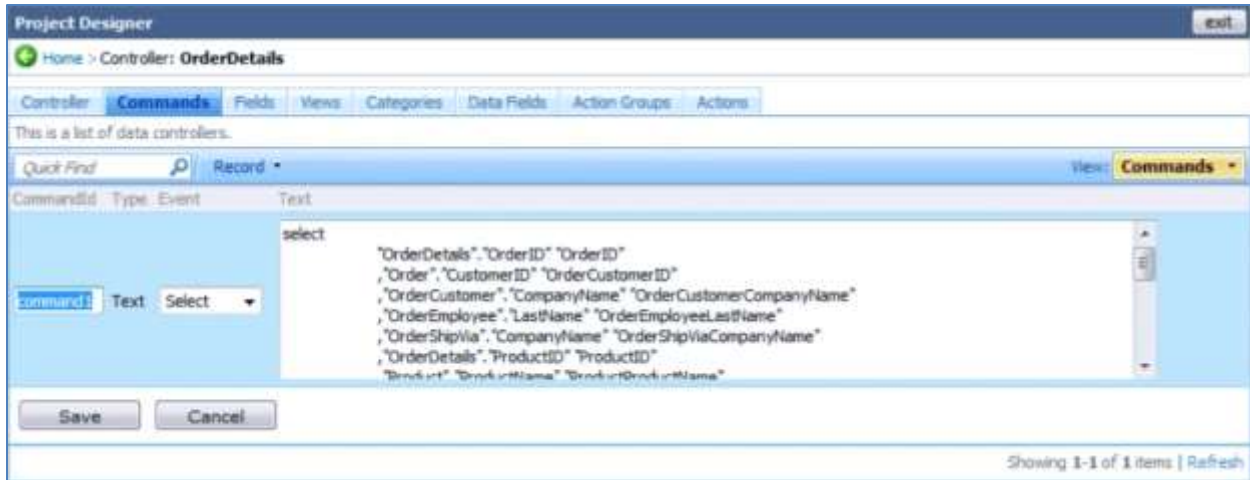 Project Designer exit
Home > Controller: OrderDetails
Controller Commands Fields Views Categories Data Fields Action Groups Actions
This is a list of data controllers.
Quick Find Record View: Commands
CommandId Type Event Text
select
"OrderDetails"."OrderID" "OrderID"
,"Order"."CustomerID" "OrderCustomerID"
,"OrderCustomer"."CompanyName" "OrderCustomerCompanyName"
command1 Text Select ,"OrderEmployee"."LastName" "OrderEmployeeLastName"
,"OrderShipVia"."CompanyName" "OrderShipViaCompanyName"
,"OrderDetails"."ProductID" "ProductID"
,"Product"."ProductName" "ProductProductName"
Save Cancel
Showing 1-1 of 1 items | Refresh